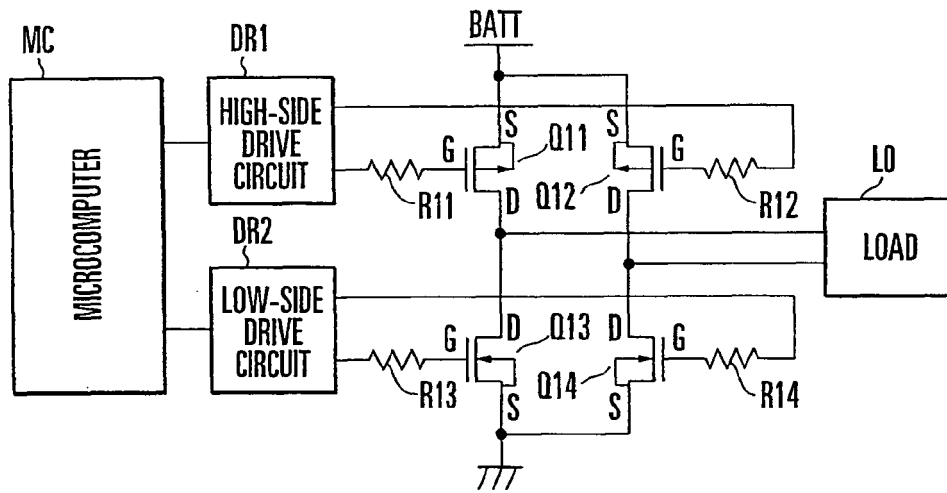 MC
DR1
BATT
HIGH-SIDE
DRIVE
CIRCUIT
S
S
G
Q11
G
Q12
D
D
R11
R12
LO
LOAD
MICROCOMPUTER
DR2
LOW-SIDE
DRIVE
CIRCUIT
D
Q13
D
G
G
Q14
S
S
R13
R14